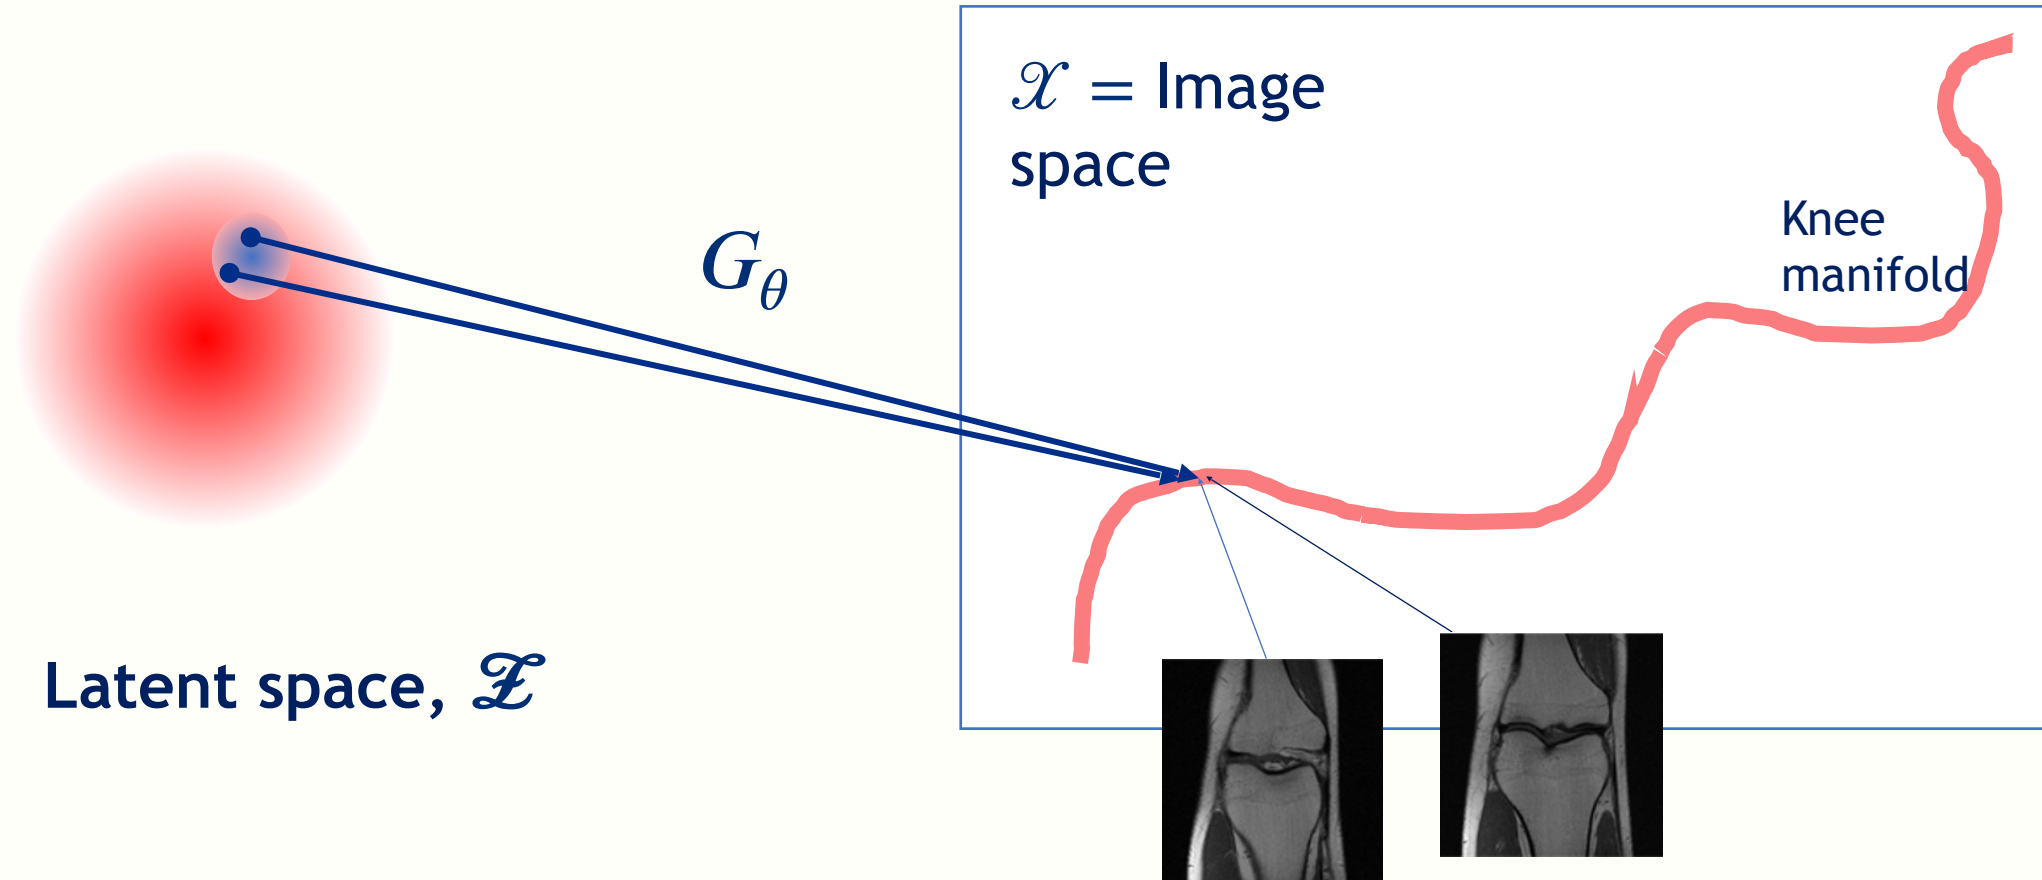 𝒳 = Image
space
Knee
manifold
G_θ
Latent space, 𝒵